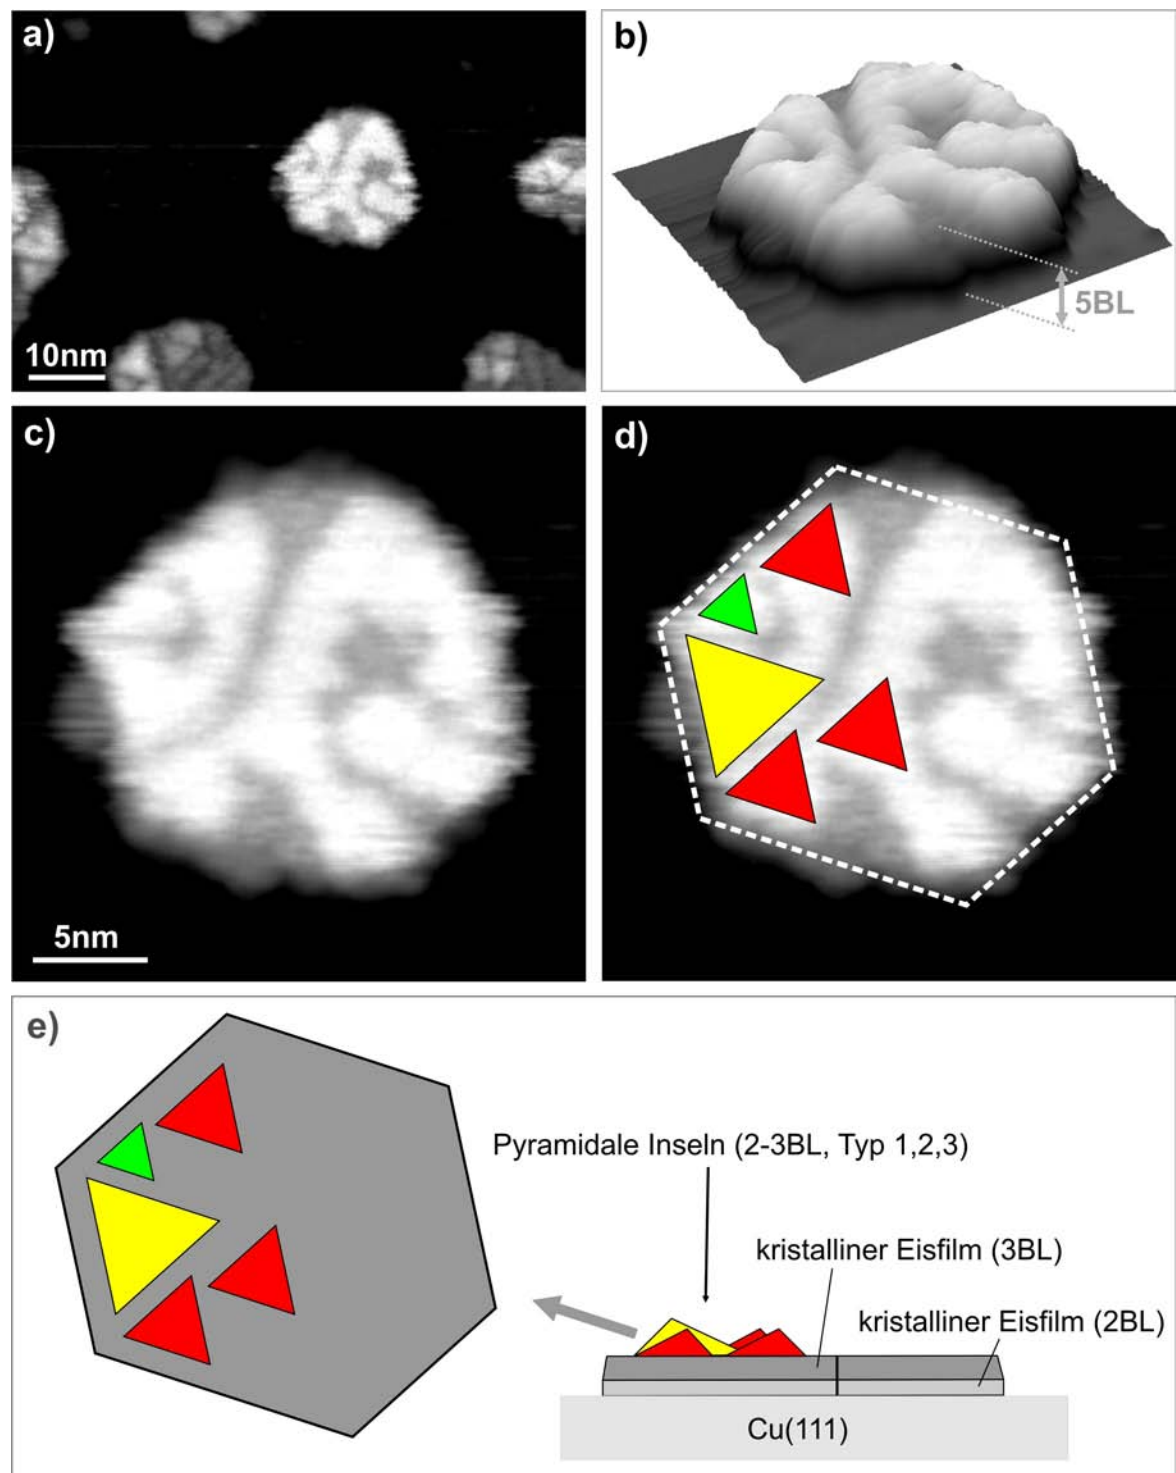 a)
10nm
b)
5BL
c)
5nm
d)
e)
Pyramidale Inseln (2-3BL, Typ 1,2,3)
kristalliner Eisfilm (3BL)
kristalliner Eisfilm (2BL)
Cu(111)